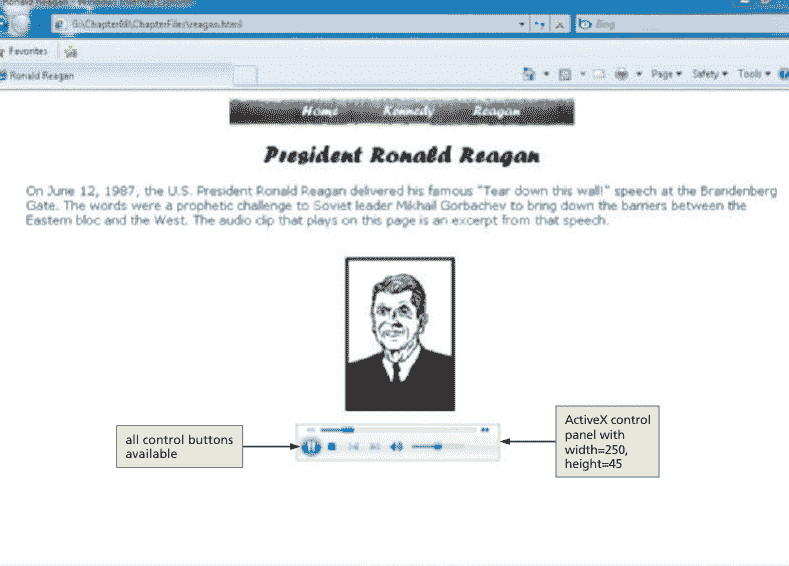 G:\Chapter08\ChapterFiles\reagan.html
Bing
Favorites
Ronald Reagan
Page Safety Tools
Home Kennedy Reagan
President Ronald Reagan
On June 12, 1987, the U.S. President Ronald Reagan delivered his famous "Tear down this wall!" speech at the Brandenberg
Gate. The words were a prophetic challenge to Soviet leader Mikhail Gorbachev to bring down the barriers between the
Eastern bloc and the West. The audio clip that plays on this page is an excerpt from that speech.
all control buttons
available
ActiveX control
panel with
width=250,
height=45